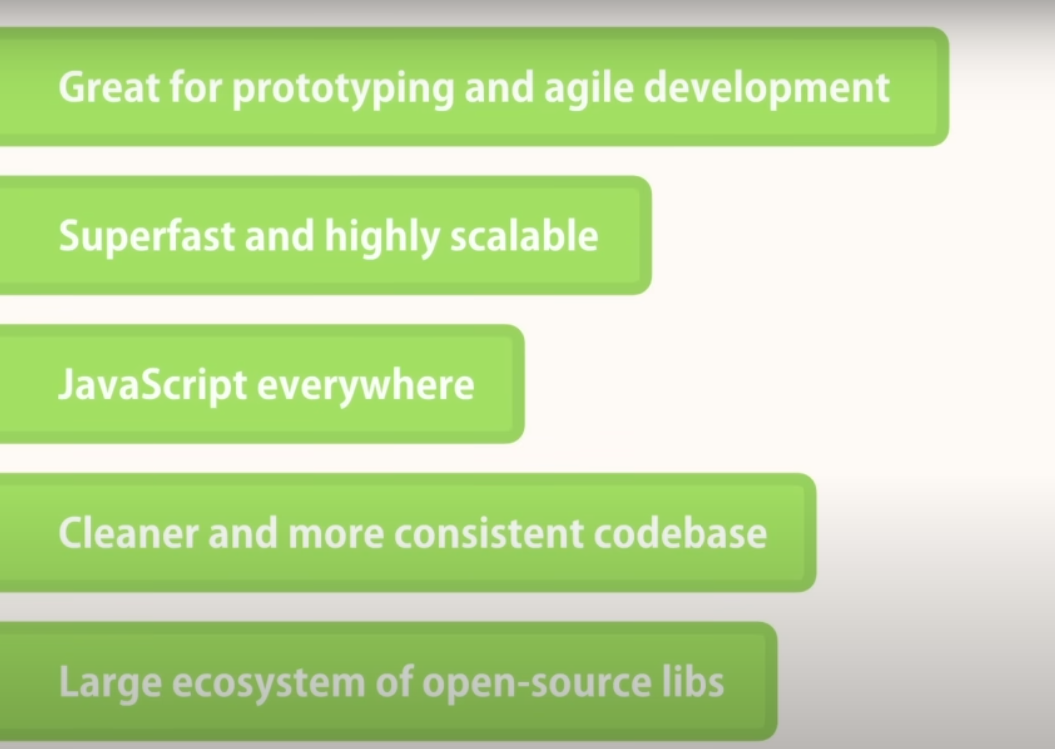 Great for prototyping and agile development
Superfast and highly scalable
JavaScript everywhere
Cleaner and more consistent codebase
Large ecosystem of open-source libs